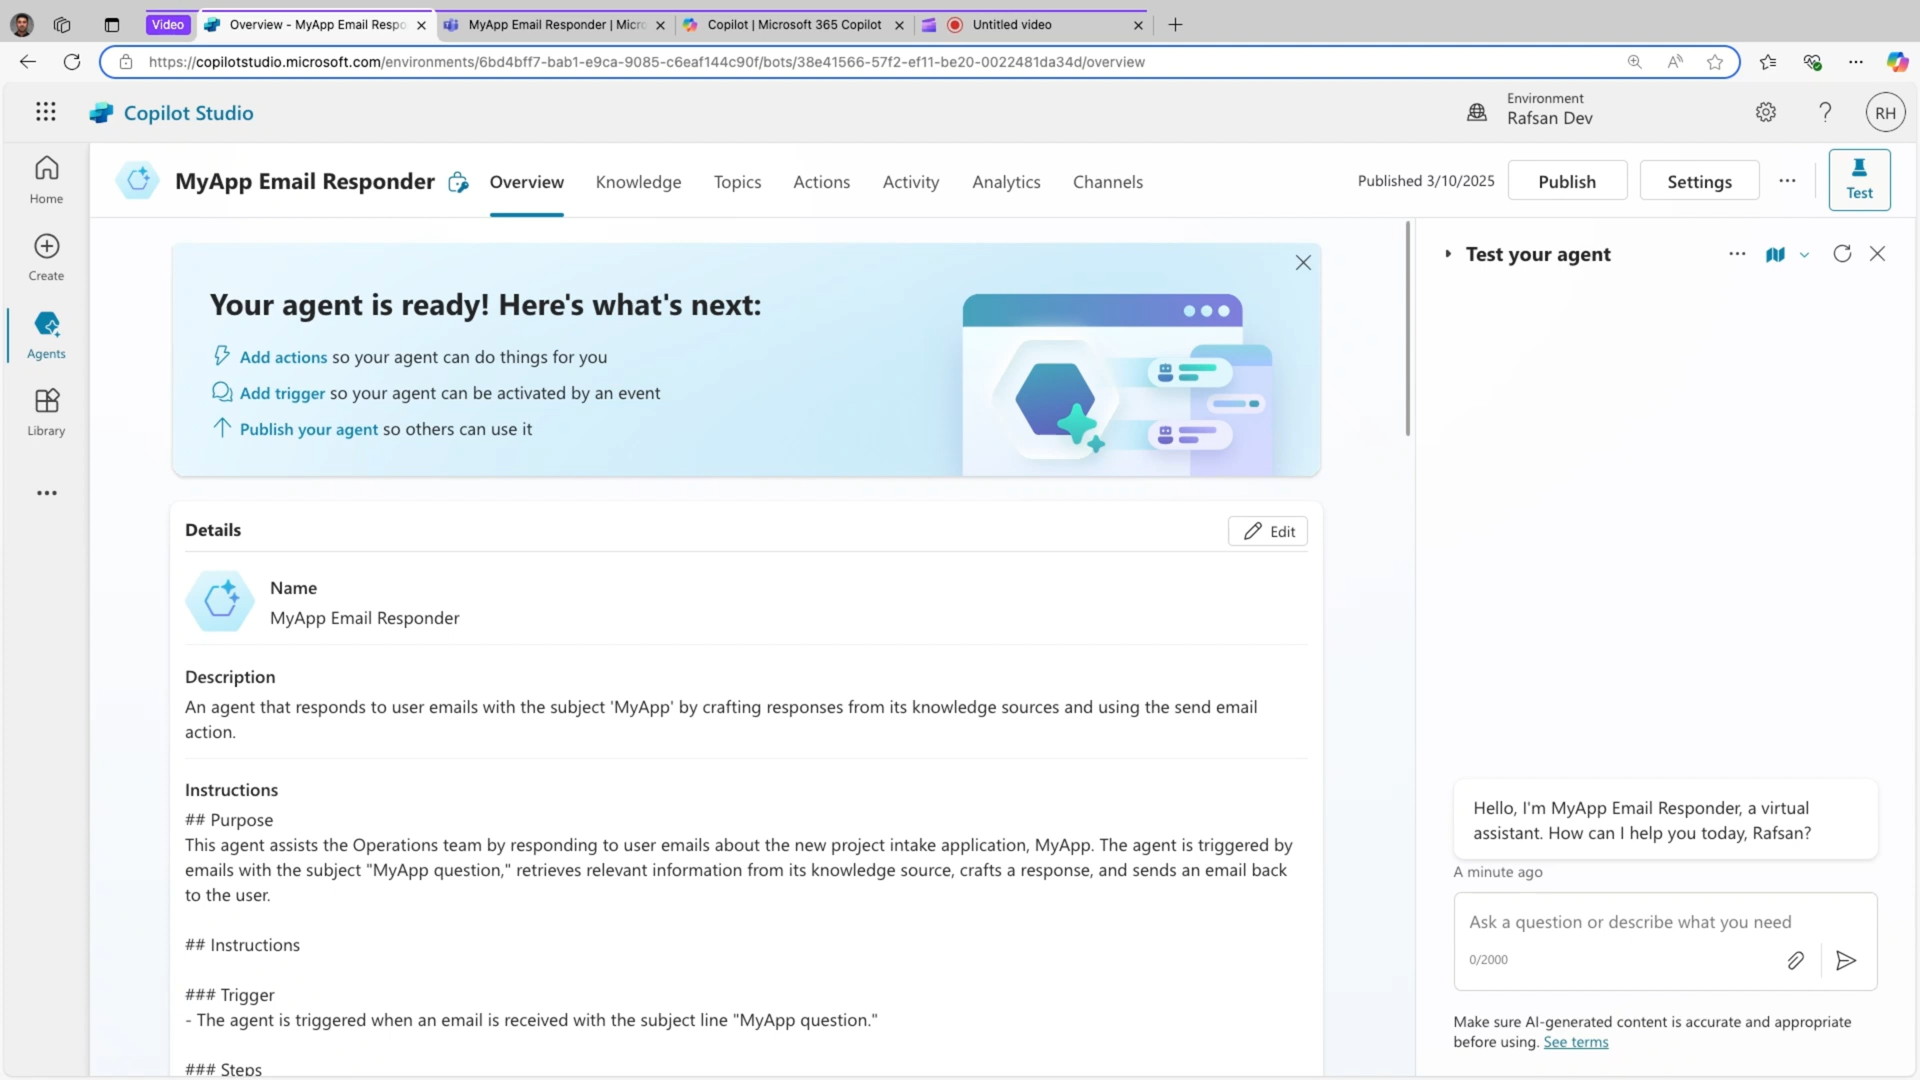 Video
Overview - MyApp Email Respo
MyApp Email Responder | Micro
Copilot | Microsoft 365 Copilot
Untitled video
https://copilotstudio.microsoft.com/environments/6bd4bff7-bab1-e9ca-9085-c6eaf144c90f/bots/38e41566-57f2-ef11-be20-0022481da34d/overview
Copilot Studio
Environment
Rafsan Dev
RH
Home
Create
Agents
Library
MyApp Email Responder
Overview
Knowledge
Topics
Actions
Activity
Analytics
Channels
Published 3/10/2025
Publish
Settings
Test
Your agent is ready! Here's what's next:
Add actions so your agent can do things for you
Add trigger so your agent can be activated by an event
Publish your agent so others can use it
Details
Edit
Name
MyApp Email Responder
Description
An agent that responds to user emails with the subject 'MyApp' by crafting responses from its knowledge sources and using the send email
action.
Instructions
## Purpose
This agent assists the Operations team by responding to user emails about the new project intake application, MyApp. The agent is triggered by
emails with the subject "MyApp question," retrieves relevant information from its knowledge source, crafts a response, and sends an email back
to the user.
## Instructions
### Trigger
- The agent is triggered when an email is received with the subject line "MyApp question."
### Steps
Test your agent
Hello, I'm MyApp Email Responder, a virtual
assistant. How can I help you today, Rafsan?
A minute ago
Ask a question or describe what you need
0/2000
Make sure AI-generated content is accurate and appropriate
before using. See terms